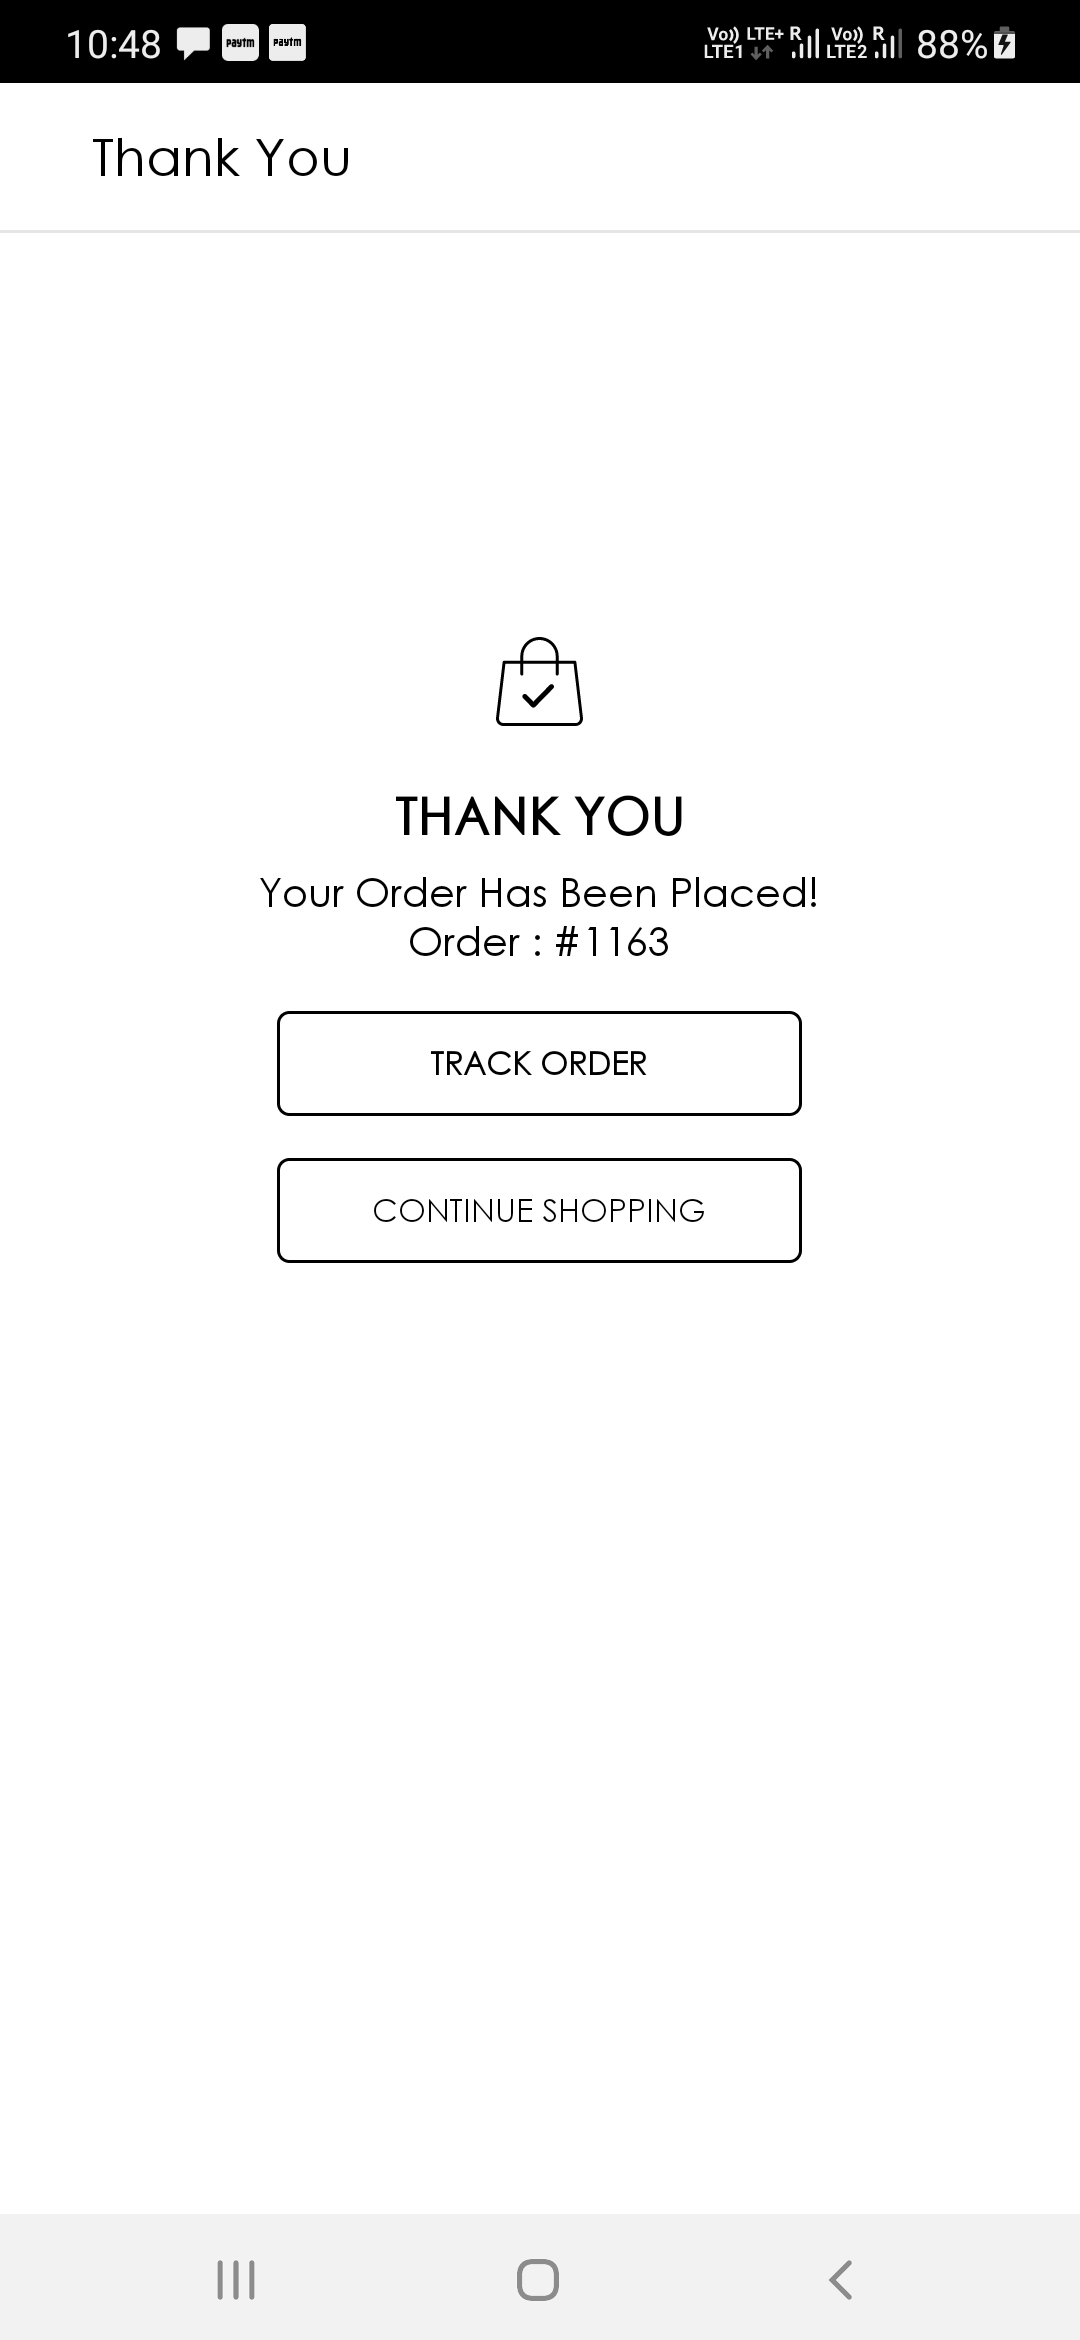 10:48 paytm paytm Vo)) LTE+ R Vo)) R 88%
LTE1 LTE2
Thank You
THANK YOU
Your Order Has Been Placed!
Order : #1163
TRACK ORDER
CONTINUE SHOPPING